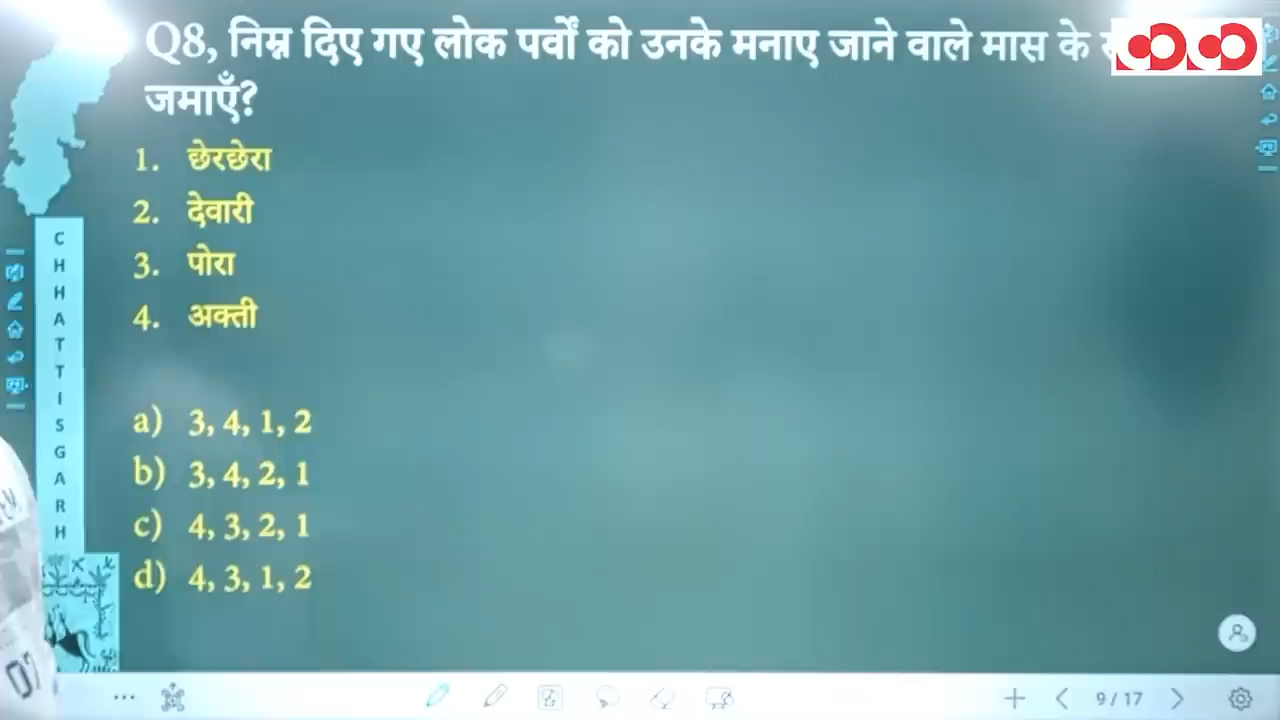 Q8, निम्न दिए गए लोक पर्वों को उनके मनाए जाने वाले मास के
जमाएँ?
1. छेरछेरा
2. देवारी
3. पोरा
4. अक्ती
a) 3, 4, 1, 2
b) 3, 4, 2, 1
c) 4, 3, 2, 1
d) 4, 3, 1, 2
CHHATTISGARH
07
9 / 17